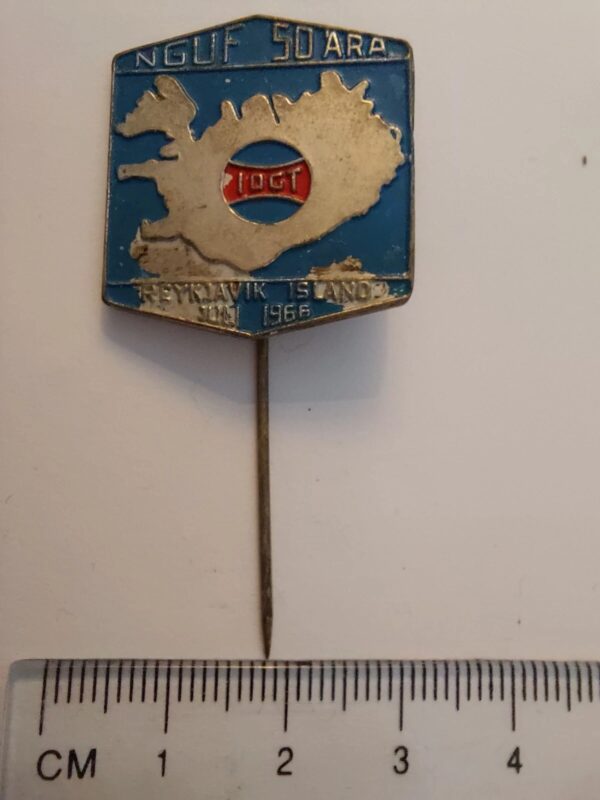 NGUF 50 ÁRA
IOGT
REYKJAVIK ISLAND
JULI 1966
CM 1 2 3 4